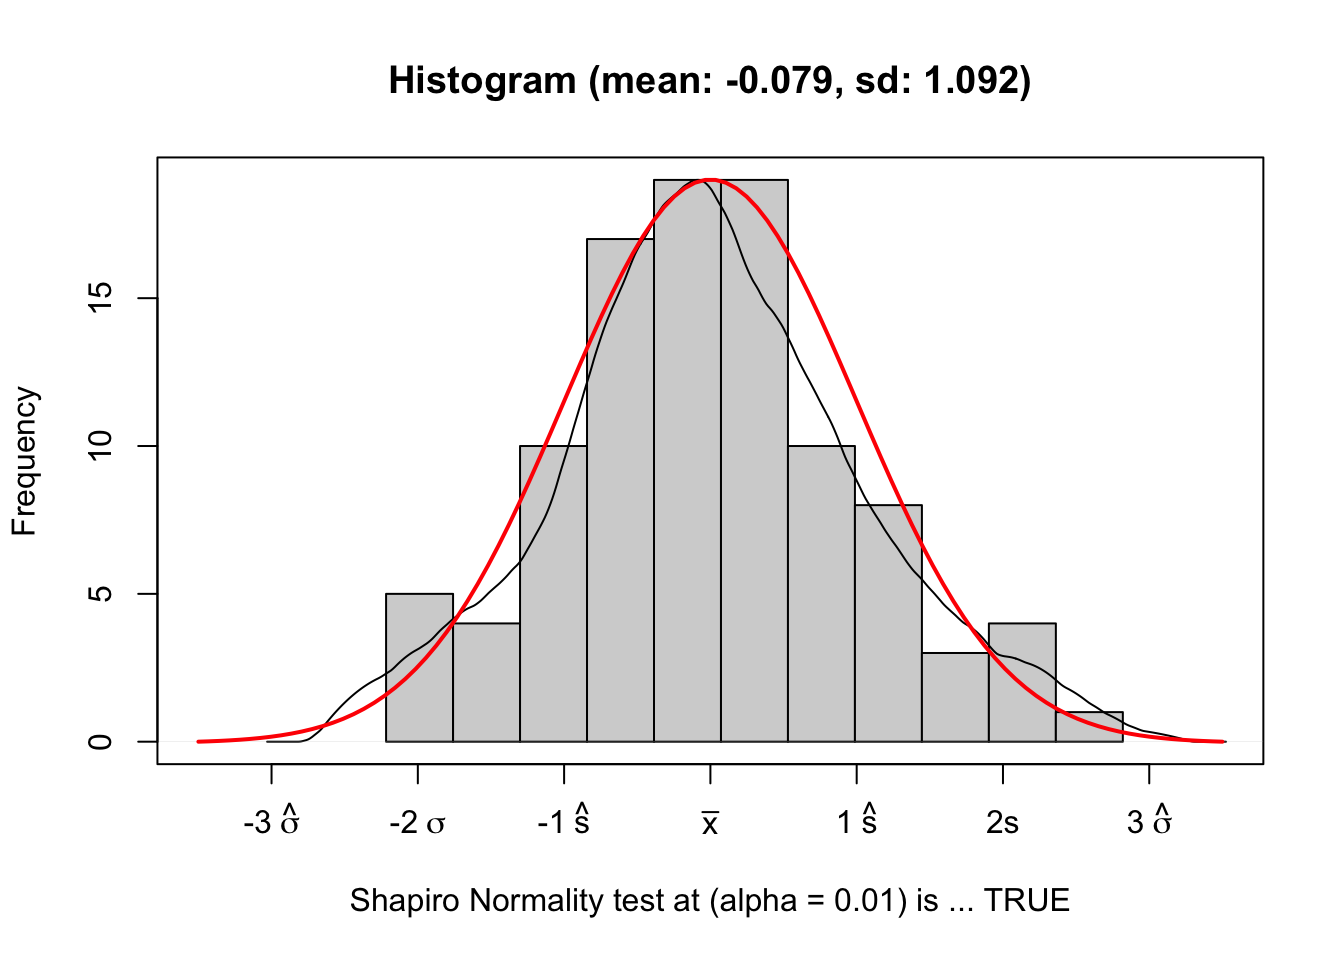 Histogram (mean: -0.079, sd: 1.092)
Frequency
15
10
5
0
-3 σ̂ -2 σ -1 ŝ x̅ 1 ŝ 2s 3 σ̂
Shapiro Normality test at (alpha = 0.01) is ... TRUE